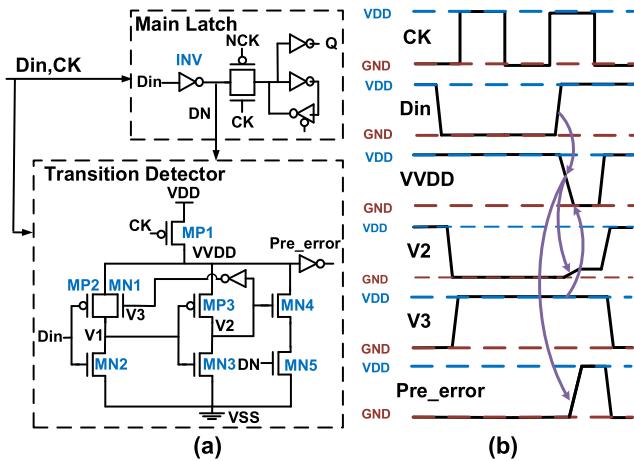 Main Latch
NCK
INV
Q
Din,CK
Din
DN
CK
Transition Detector
VDD
CK
MP1
VVDD
Pre_error
MP2
MN1
V3
MP3
MN4
Din
V1
V2
MN2
MN3
DN
MN5
VSS
(a)
VDD
CK
GND
VDD
Din
GND
VDD
VVDD
GND
VDD
V2
GND
VDD
V3
GND
VDD
Pre_error
GND
(b)